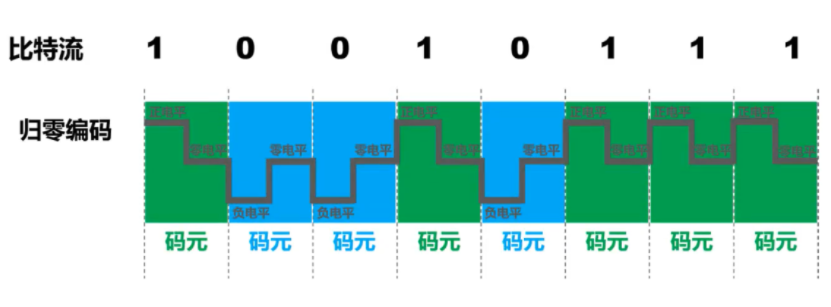 比特流 1 0 0 1 0 1 1 1
正电平 正电平 正电平 正电平 正电平
归零编码
零电平 零电平 零电平 零电平 零电平 零电平 零电平 零电平
负电平 负电平 负电平
码元 码元 码元 码元 码元 码元 码元 码元